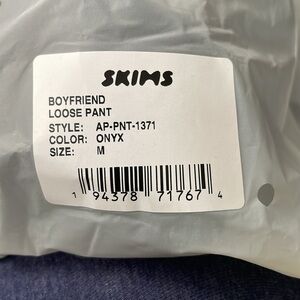 SKIMS
BOYFRIEND
LOOSE PANT
STYLE: AP-PNT-1371
COLOR: ONYX
SIZE: M
1 94378 71767 4